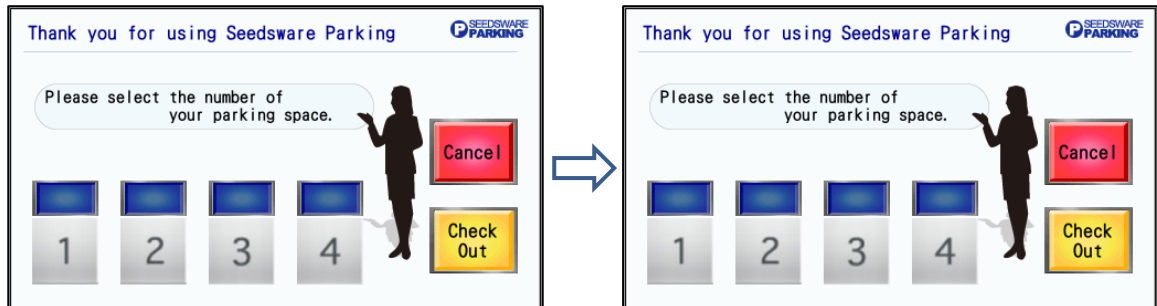 Thank you for using Seedsware Parking
P SEEDSWARE
PARKING
Please select the number of
your parking space.
Cancel
1 2 3 4
Check
Out
Thank you for using Seedsware Parking
P SEEDSWARE
PARKING
Please select the number of
your parking space.
Cancel
1 2 3 4
Check
Out